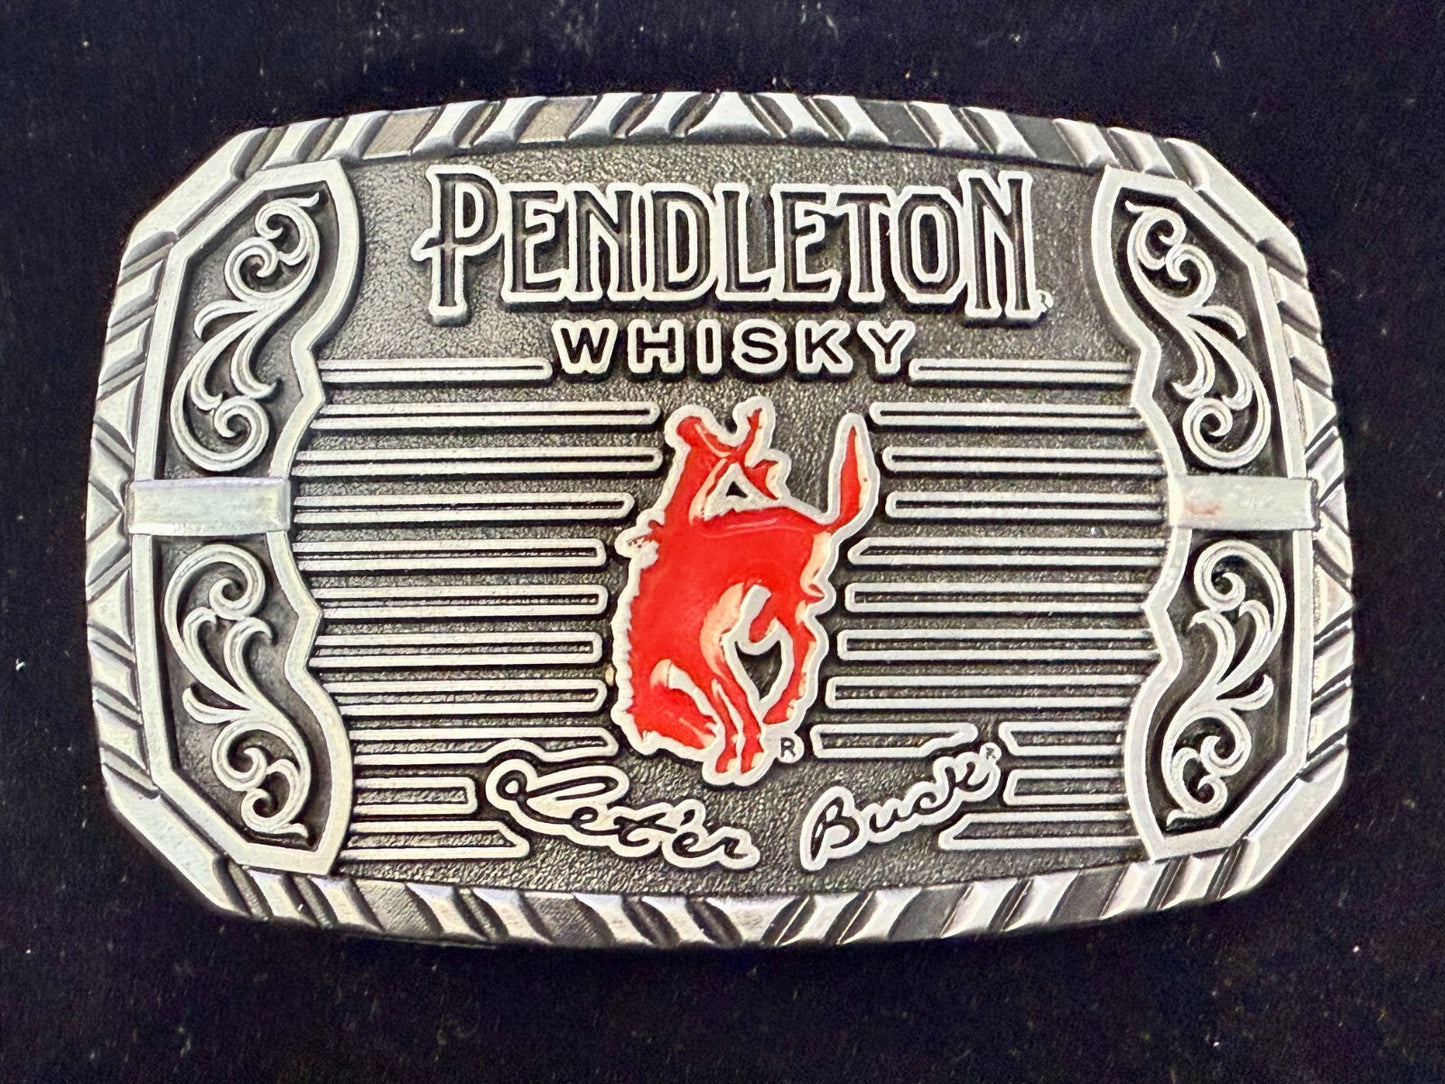 PENDLETON®
WHISKY
®
Let'er Buck®